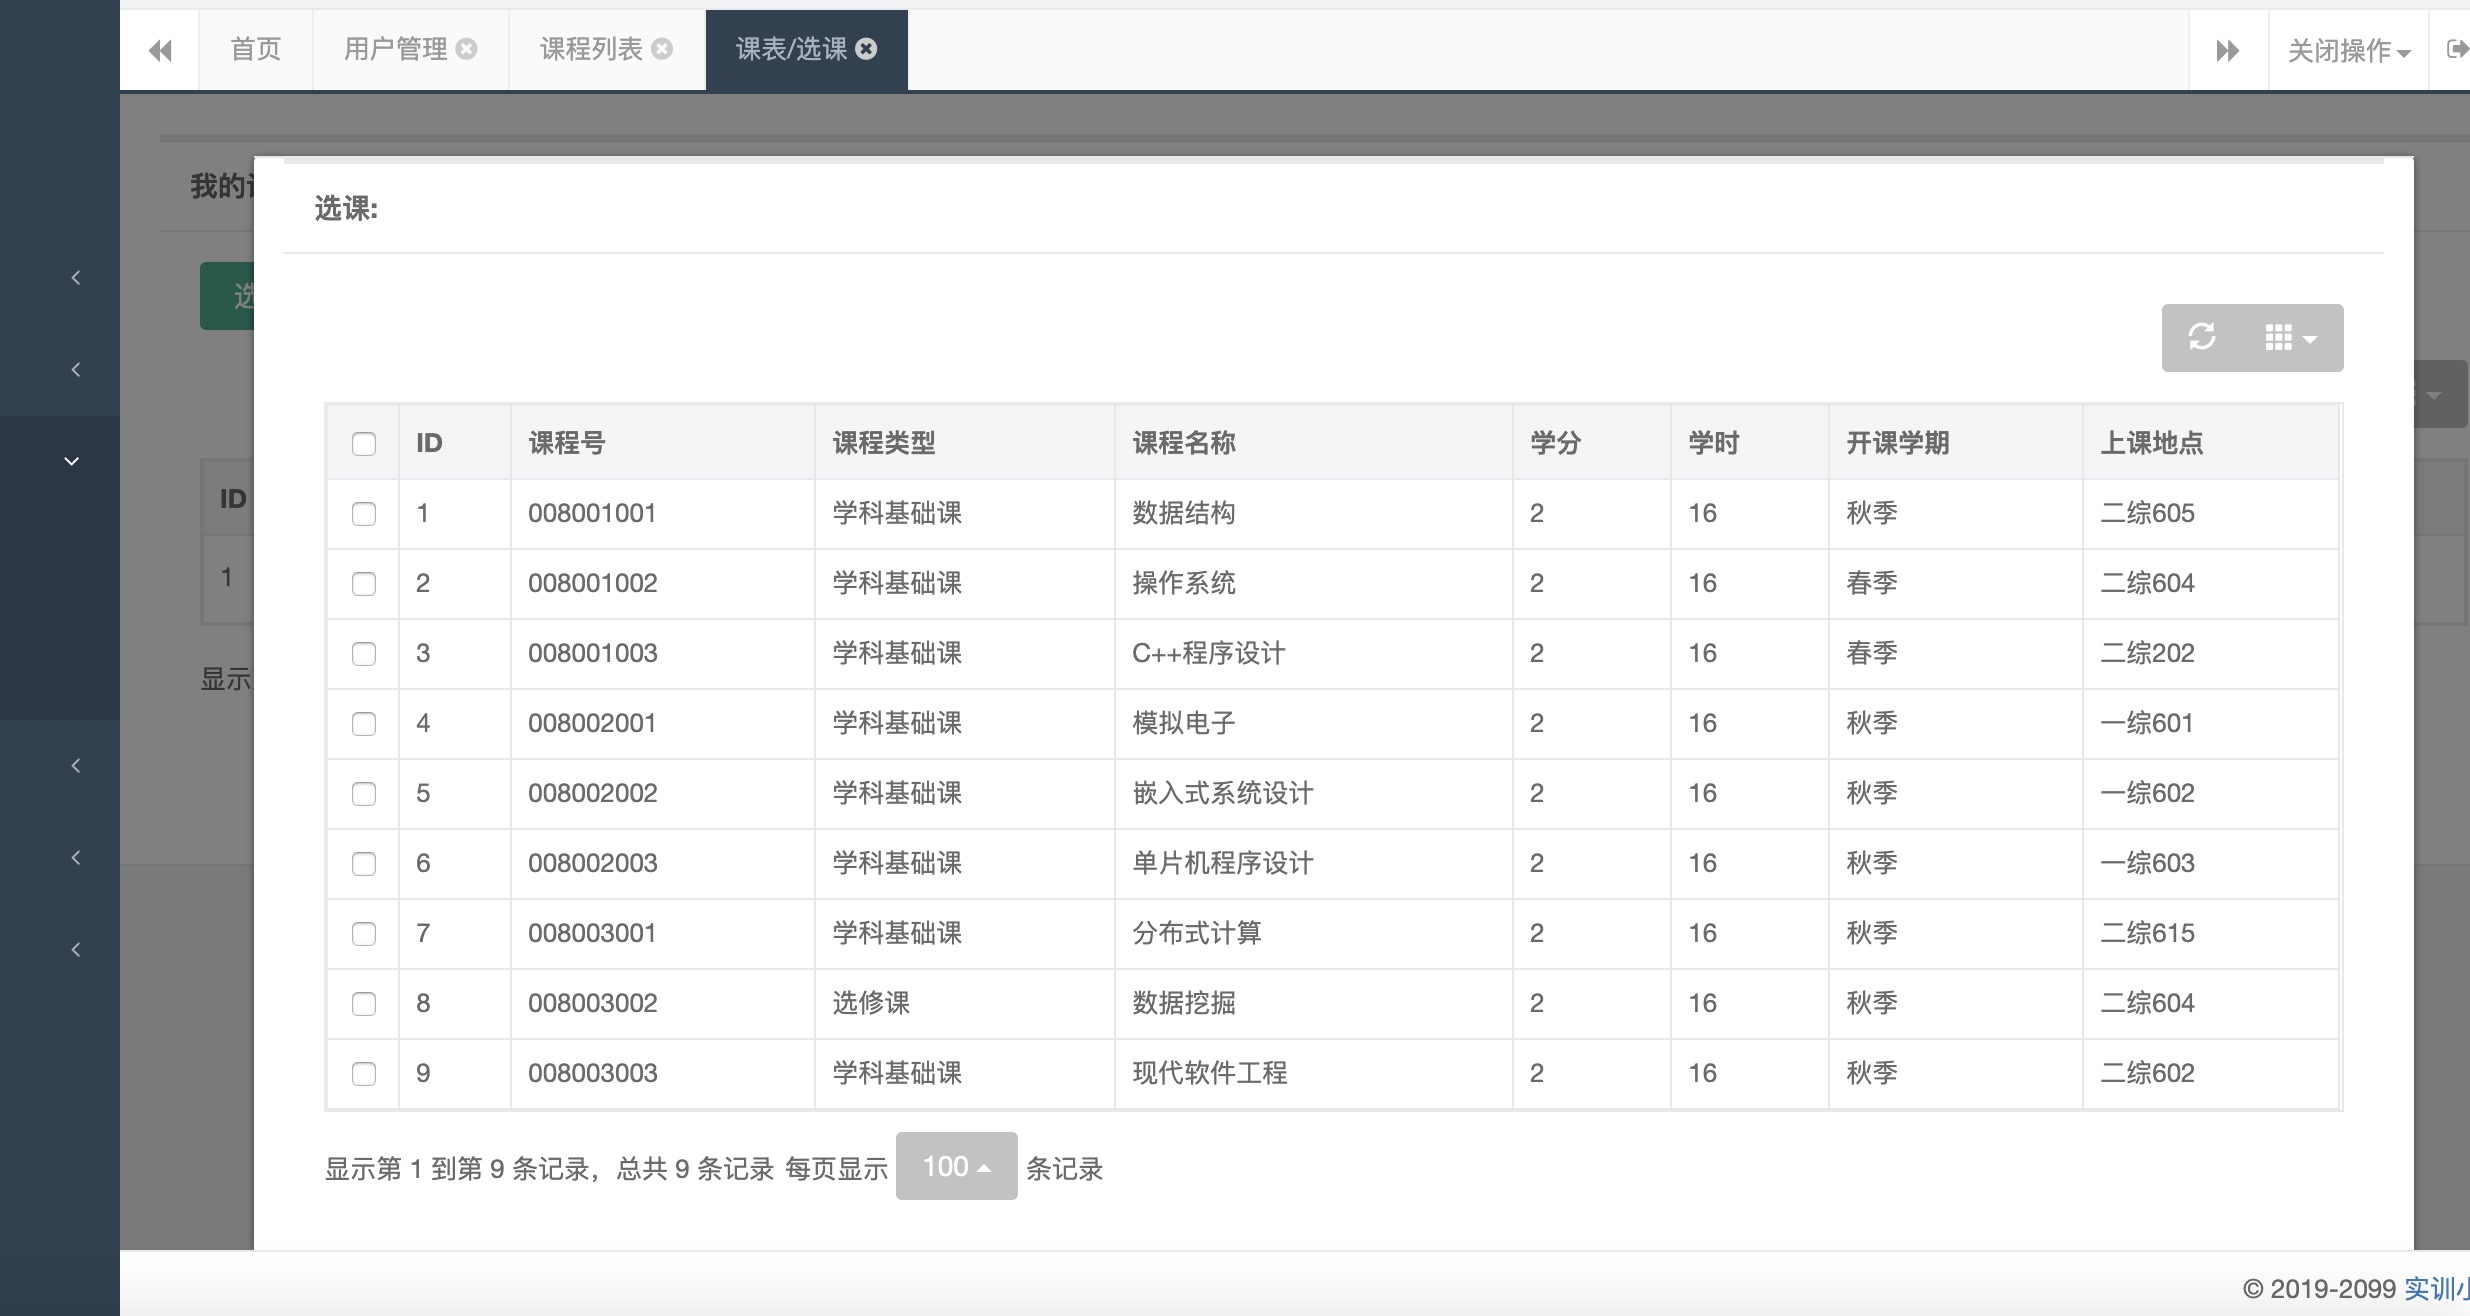 首页 用户管理 课程列表 课表/选课 关闭操作
我的
选课:
选
ID 课程号 课程类型 课程名称 学分 学时 开课学期 上课地点
1 008001001 学科基础课 数据结构 2 16 秋季 二综605
2 008001002 学科基础课 操作系统 2 16 春季 二综604
3 008001003 学科基础课 C++程序设计 2 16 春季 二综202
4 008002001 学科基础课 模拟电子 2 16 秋季 一综601
5 008002002 学科基础课 嵌入式系统设计 2 16 秋季 一综602
6 008002003 学科基础课 单片机程序设计 2 16 秋季 一综603
7 008003001 学科基础课 分布式计算 2 16 秋季 二综615
8 008003002 选修课 数据挖掘 2 16 秋季 二综604
9 008003003 学科基础课 现代软件工程 2 16 秋季 二综602
ID
1
显示
显示第 1 到第 9 条记录，总共 9 条记录 每页显示 100 条记录
© 2019-2099 实训小